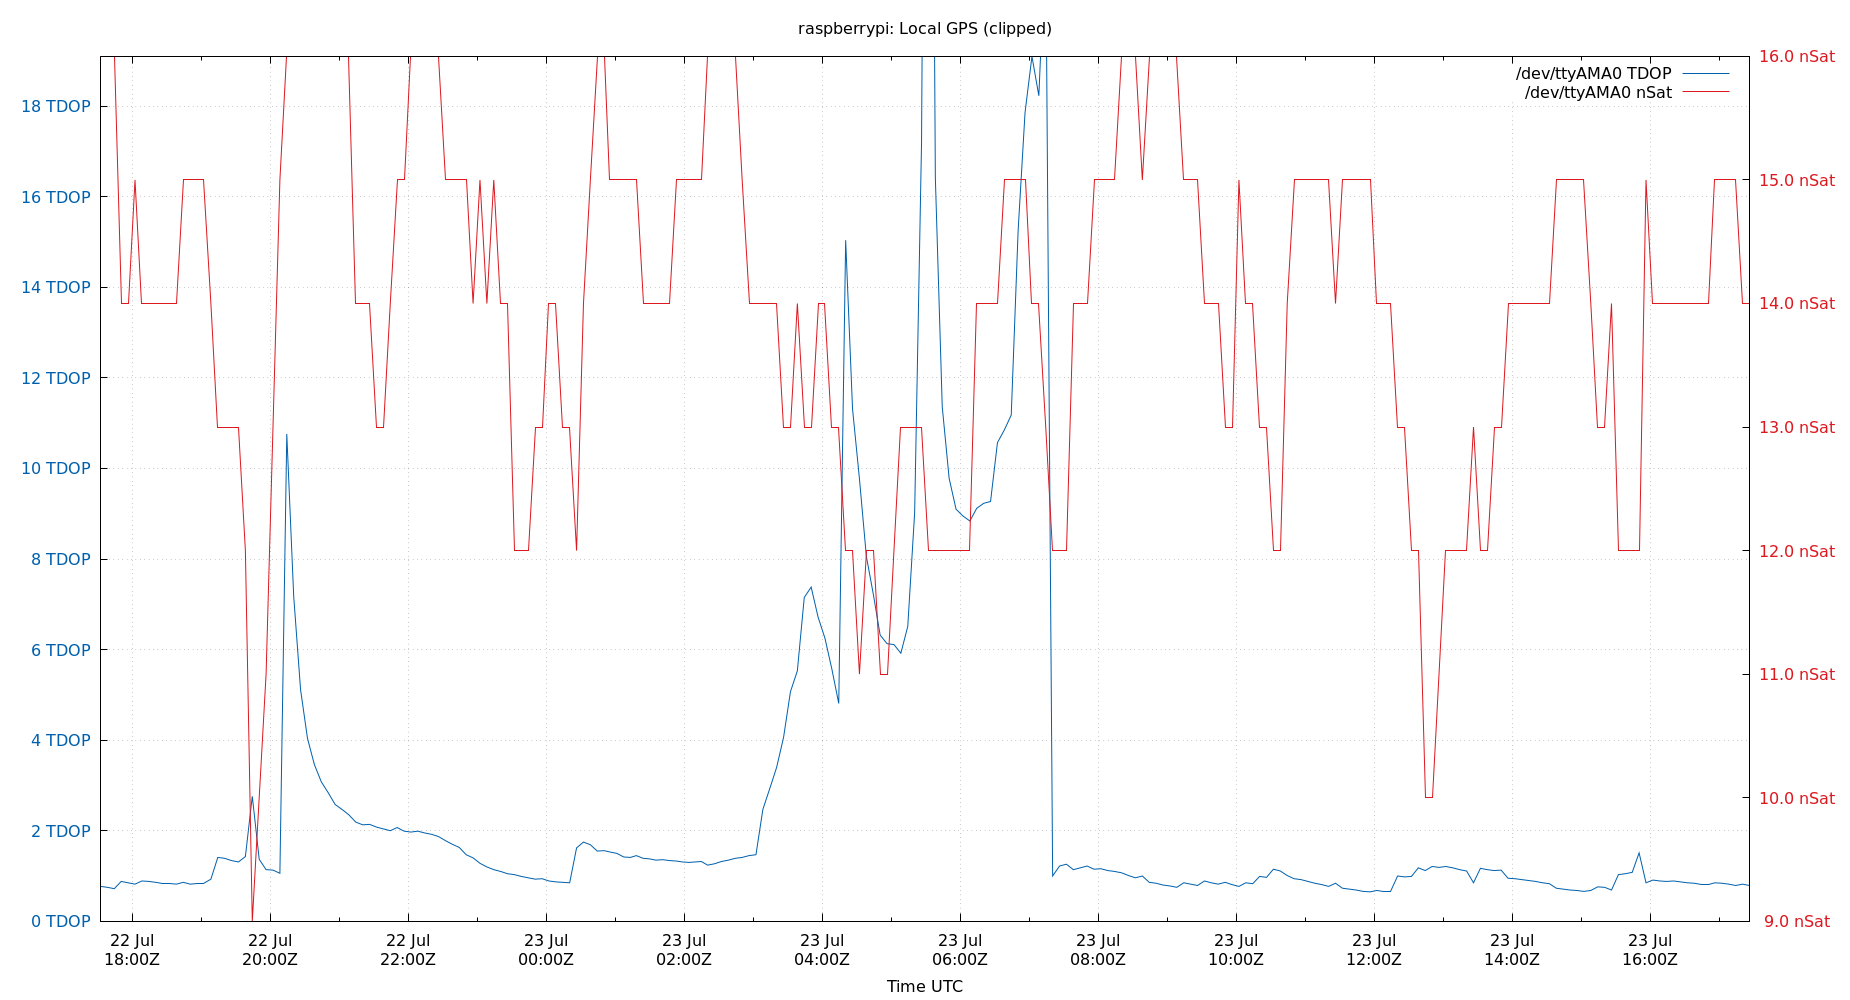 raspberrypi: Local GPS (clipped)
/dev/ttyAMA0 TDOP
/dev/ttyAMA0 nSat
18 TDOP
16 TDOP
14 TDOP
12 TDOP
10 TDOP
8 TDOP
6 TDOP
4 TDOP
2 TDOP
0 TDOP
16.0 nSat
15.0 nSat
14.0 nSat
13.0 nSat
12.0 nSat
11.0 nSat
10.0 nSat
9.0 nSat
22 Jul 22 Jul 22 Jul 23 Jul 23 Jul 23 Jul 23 Jul 23 Jul 23 Jul 23 Jul 23 Jul 23 Jul
18:00Z 20:00Z 22:00Z 00:00Z 02:00Z 04:00Z 06:00Z 08:00Z 10:00Z 12:00Z 14:00Z 16:00Z
Time UTC